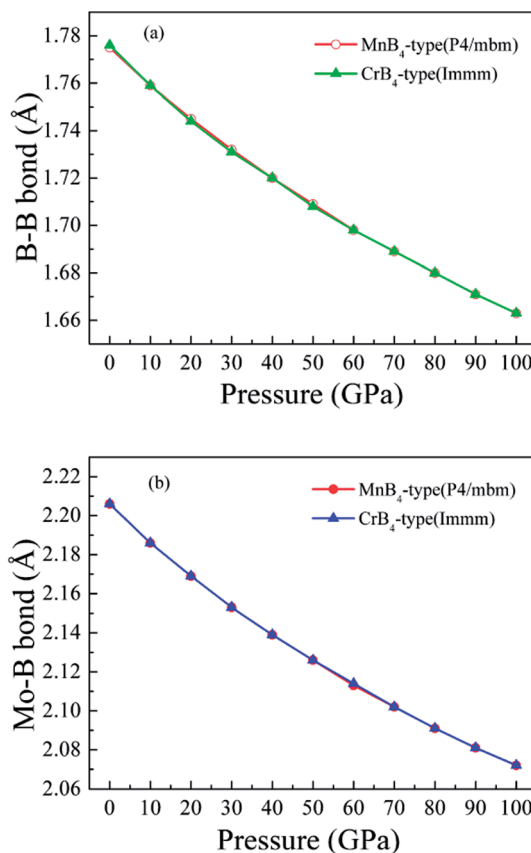 (a)
MnB₄-type(P4/mbm)
CrB₄-type(Immm)
B-B bond (Å)
1.78
1.76
1.74
1.72
1.70
1.68
1.66
0 10 20 30 40 50 60 70 80 90 100
Pressure (GPa)
(b)
MnB₄-type(P4/mbm)
CrB₄-type(Immm)
Mo-B bond (Å)
2.22
2.20
2.18
2.16
2.14
2.12
2.10
2.08
2.06
0 10 20 30 40 50 60 70 80 90 100
Pressure (GPa)